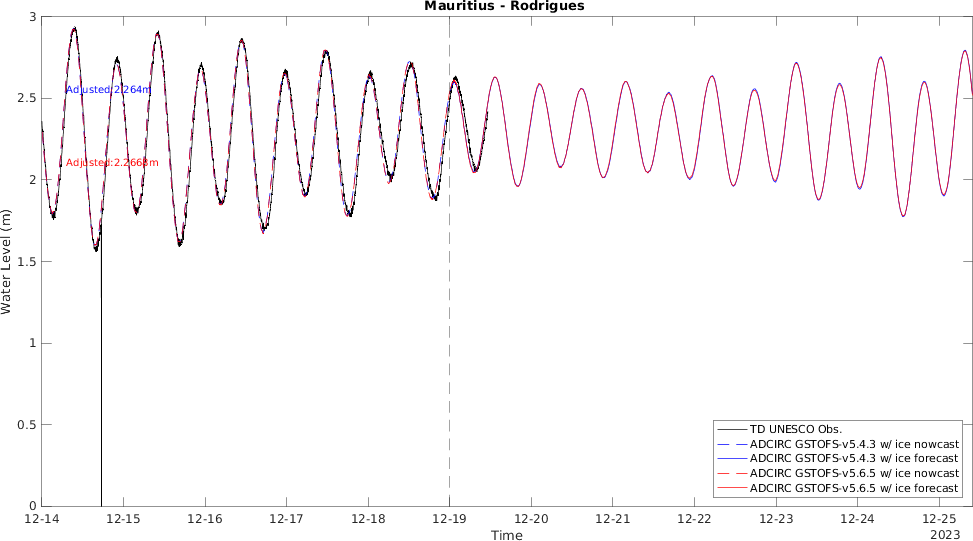 Mauritius - Rodrigues
3
2.5
2
1.5
1
0.5
0
Water Level (m)
Adjusted:2.264m
Adjusted:2.2668m
TD UNESCO Obs.
ADCIRC GSTOFS-v5.4.3 w/ ice nowcast
ADCIRC GSTOFS-v5.4.3 w/ ice forecast
ADCIRC GSTOFS-v5.6.5 w/ ice nowcast
ADCIRC GSTOFS-v5.6.5 w/ ice forecast
12-14 12-15 12-16 12-17 12-18 12-19 12-20 12-21 12-22 12-23 12-24 12-25
Time
2023